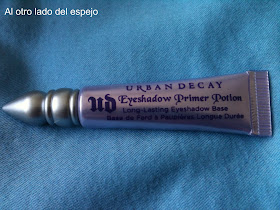 Al otro lado del espejo
URBAN DECAY
UD Eyeshadow Primer Potion
Long-Lasting Eyeshadow Base
Base de Fard à Paupières Longue Durée